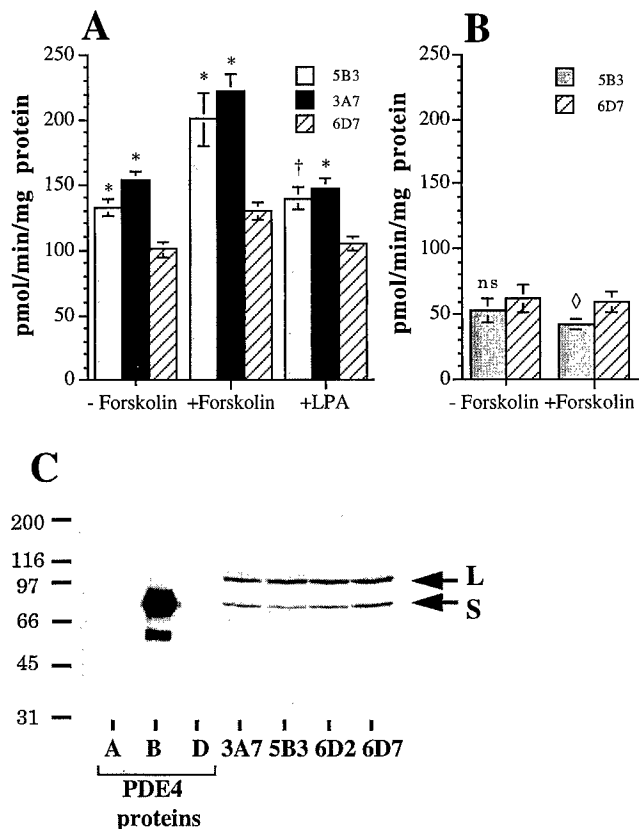 A
B
250
200
150
100
50
0
pmol/min/mg protein
* * * * † *
5B3
3A7
6D7
- Forskolin +Forskolin +LPA
250
200
150
100
50
0
pmol/min/mg protein
ns ◊
5B3
6D7
- Forskolin +Forskolin
C
200
116
97
66
45
31
L
S
A B D 3A7 5B3 6D2 6D7
PDE4
proteins